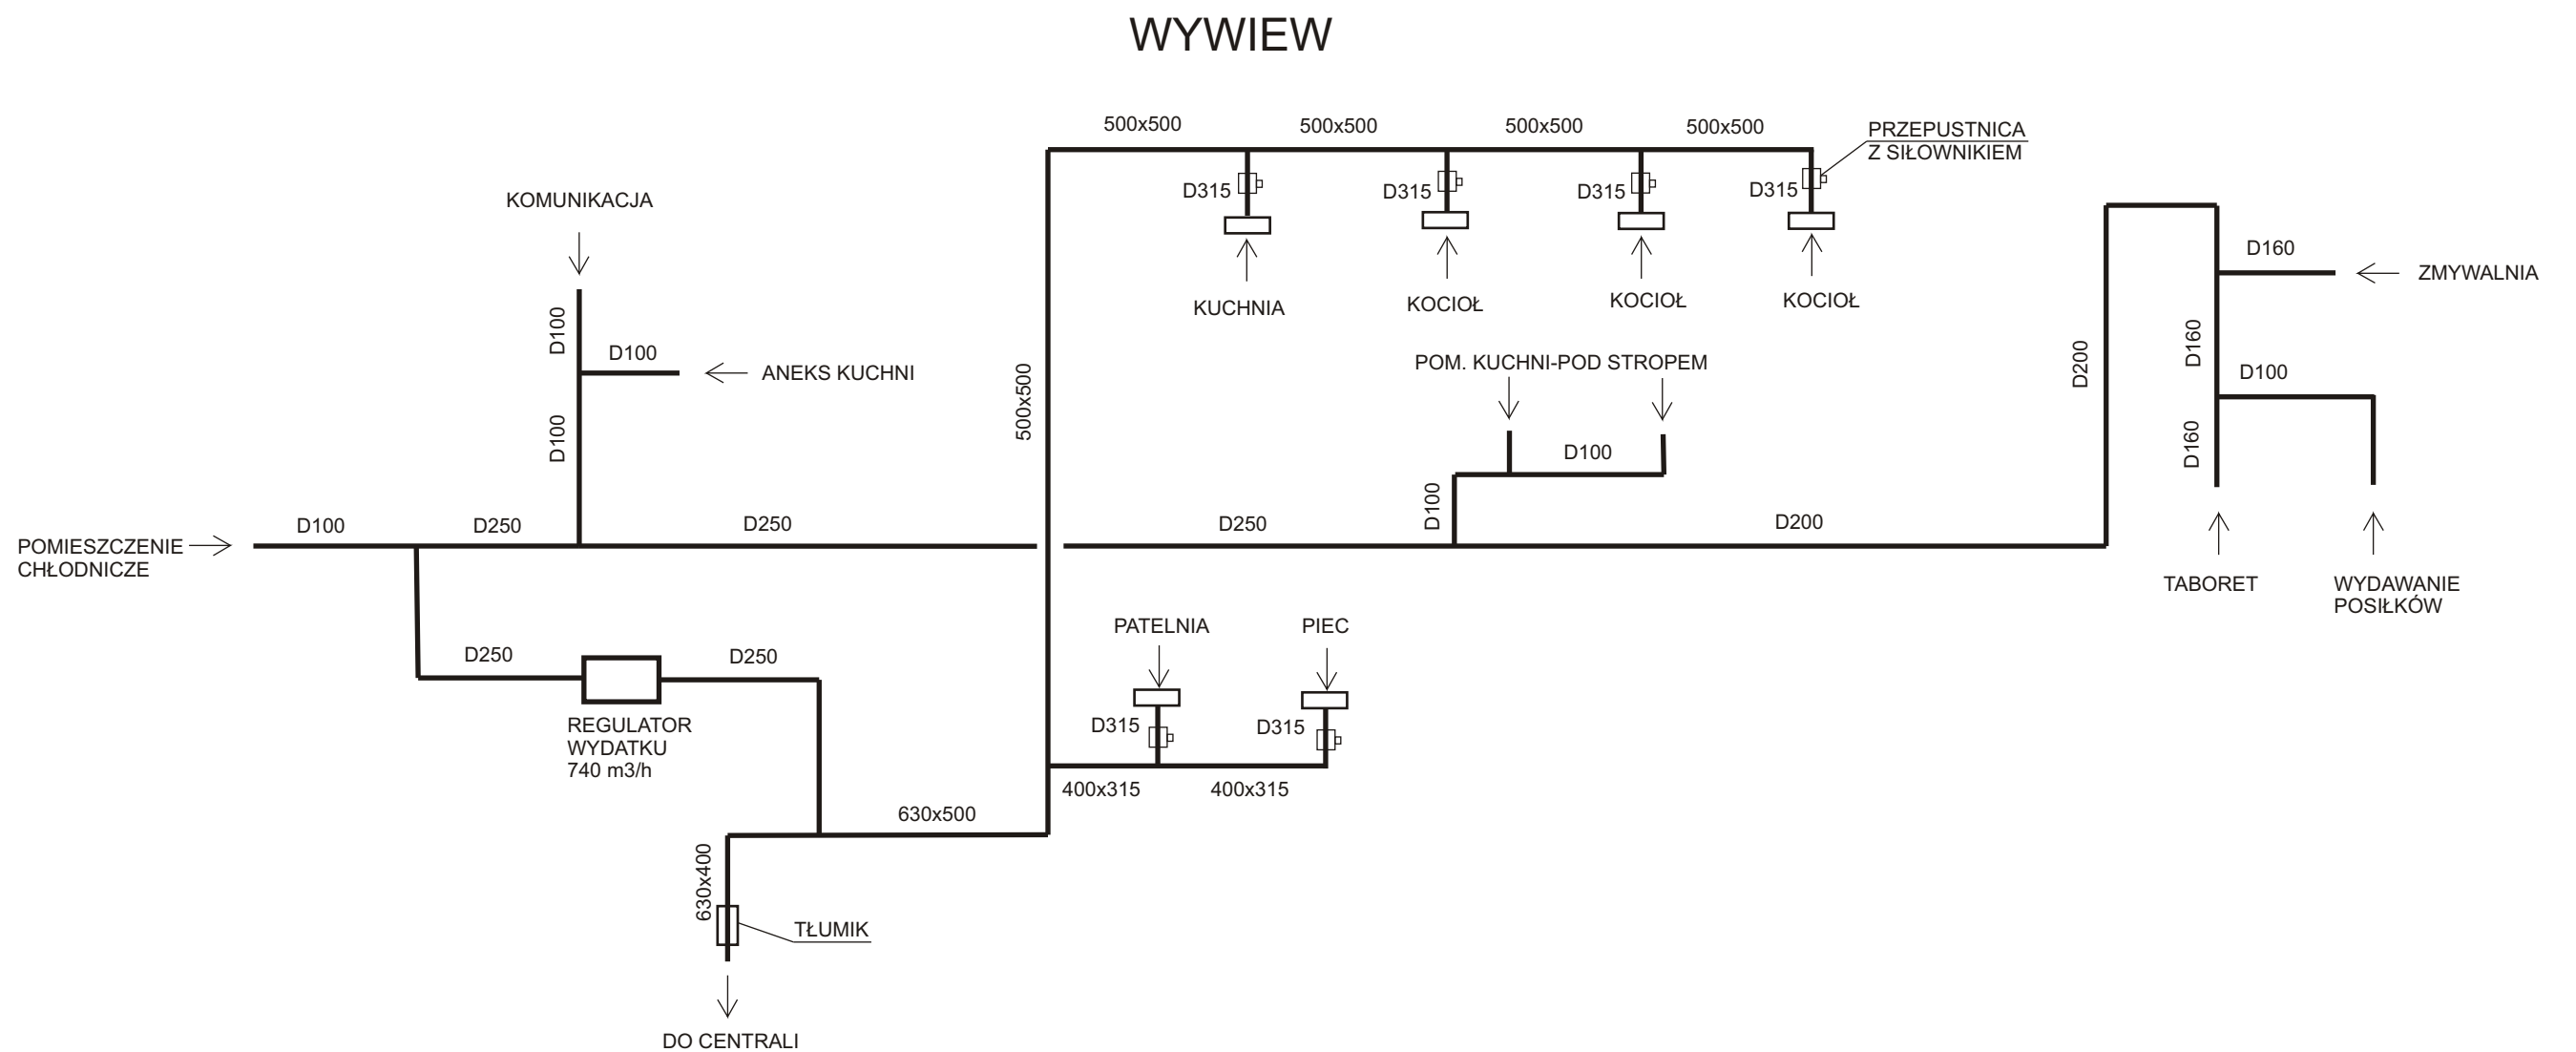 WYWIEW
500x500
500x500
500x500
500x500
PRZEPUSTNICA
Z SIŁOWNIKIEM
D315
D315
D315
D315
KOMUNIKACJA
KUCHNIA
KOCIOŁ
KOCIOŁ
KOCIOŁ
D160
ZMYWALNIA
D100
D100
ANEKS KUCHNI
500x500
POM. KUCHNI-POD STROPEM
D200
D160
D100
D100
D100
D160
D100
POMIESZCZENIE
CHŁODNICZE
D100
D250
D250
D250
D200
TABORET
WYDAWANIE
POSIŁKÓW
PATELNIA
PIEC
D250
D250
REGULATOR
WYDATKU
740 m3/h
D315
D315
400x315
400x315
630x500
630x400
TŁUMIK
DO CENTRALI